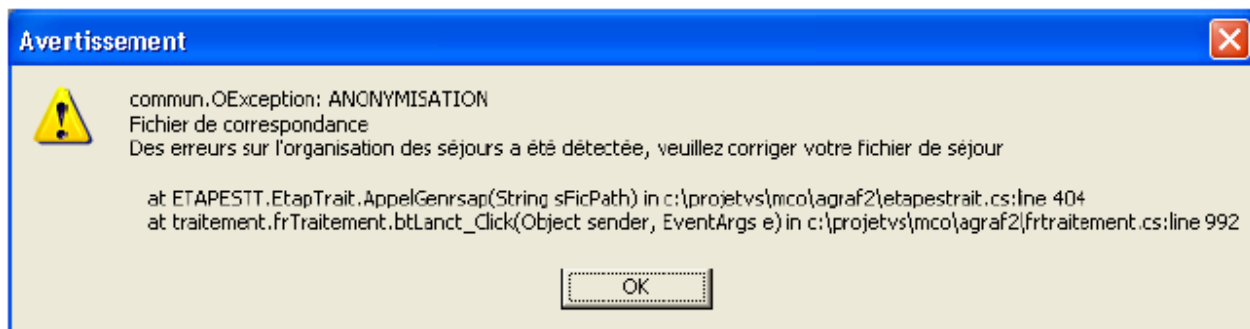 Avertissement
commun.OException: ANONYMISATION
Fichier de correspondance
Des erreurs sur l'organisation des séjours a été détectée, veuillez corriger votre fichier de séjour
at ETAPESTT.EtapTrait.AppelGenrsap(String sFicPath) in c:\projetvs\mco\agraf2\etapestrait.cs:line 404
at traitement.frTraitement.btLanct_Click(Object sender, EventArgs e) in c:\projetvs\mco\agraf2\frtraitement.cs:line 992
OK